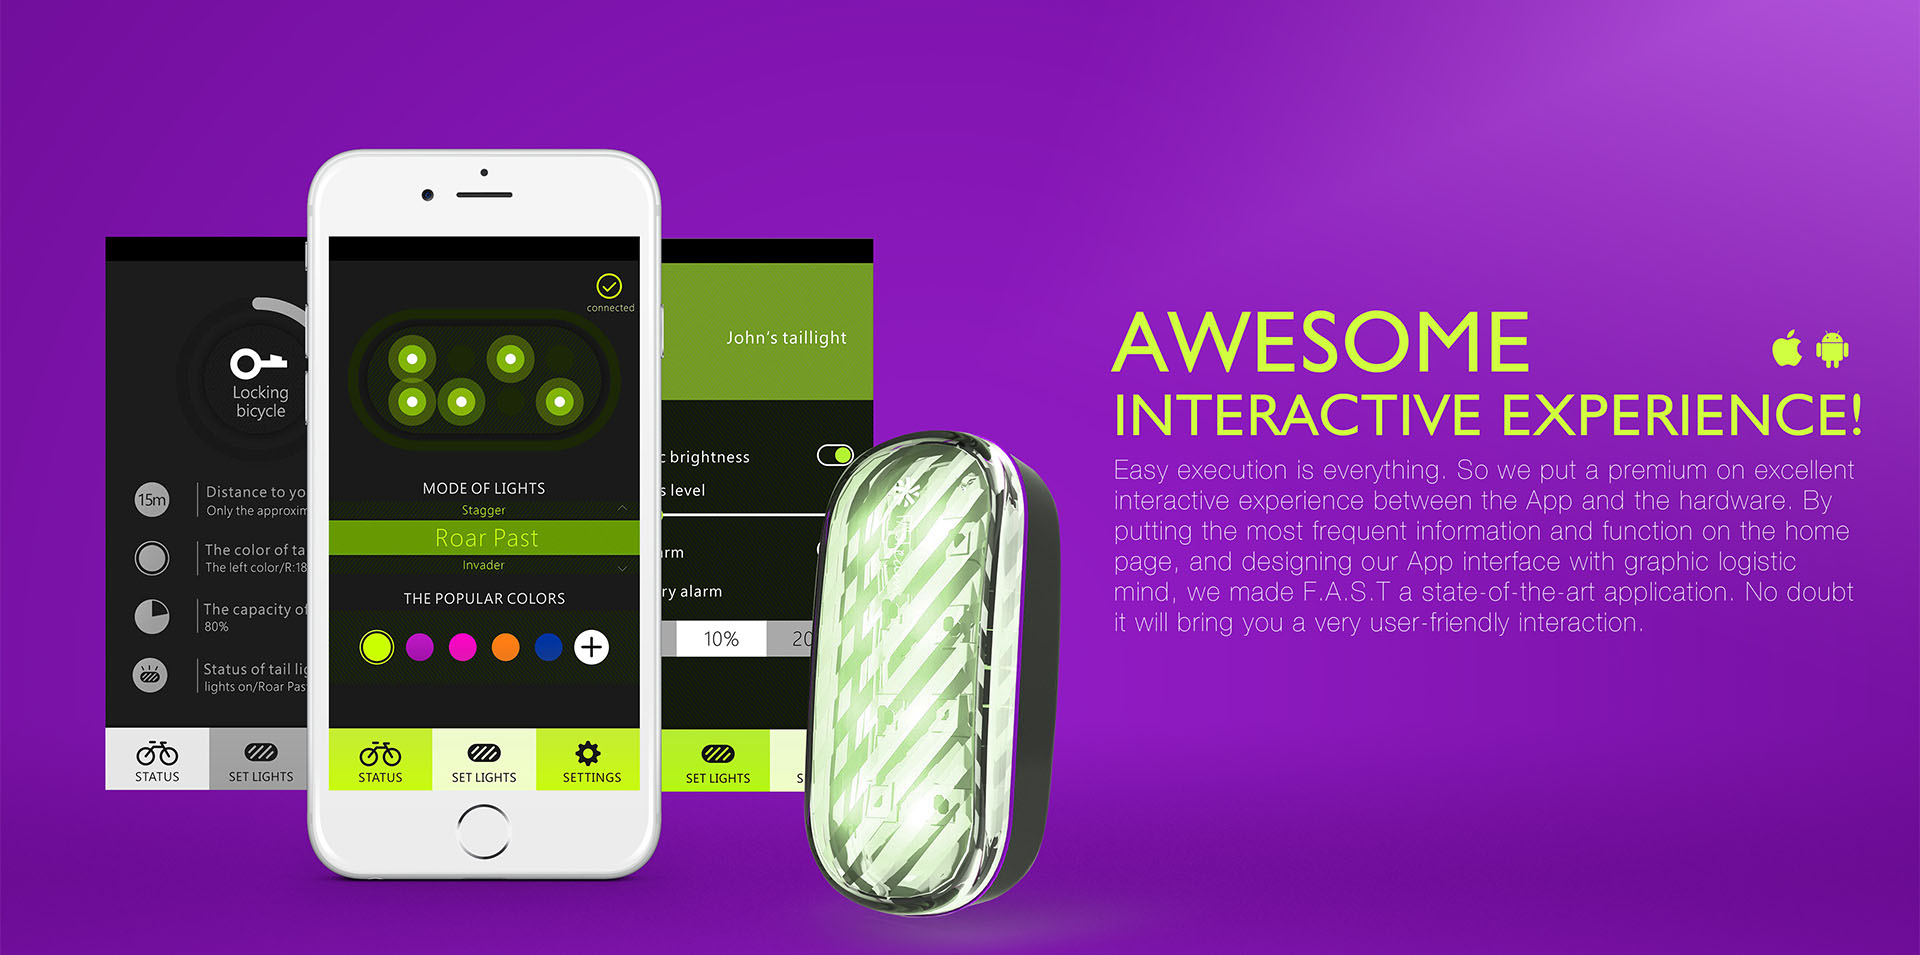 Locking
bicycle
15m
Distance to yo
Only the approxim
The color of ta
The left color/R:18
The capacity of
80%
Status of tail lig
lights on/Roar Pas
STATUS
SET LIGHTS
connected
MODE OF LIGHTS
Stagger
Roar Past
Invader
THE POPULAR COLORS
STATUS
SET LIGHTS
SETTINGS
John's taillight
c brightness
s level
rm
ry alarm
10%
20
SET LIGHTS
S
AWESOME
INTERACTIVE EXPERIENCE!
Easy execution is everything. So we put a premium on excellent
interactive experience between the App and the hardware. By
putting the most frequent information and function on the home
page, and designing our App interface with graphic logistic
mind, we made F.A.S.T a state-of-the-art application. No doubt
it will bring you a very user-friendly interaction.